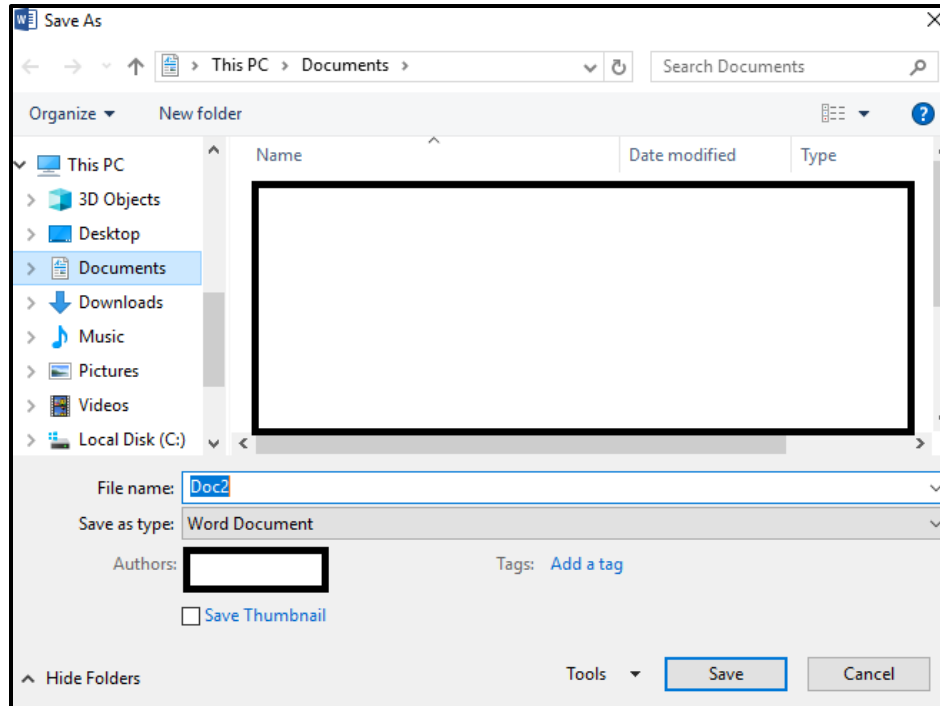 Save As
This PC > Documents >
Search Documents
Organize
New folder
Name
Date modified
Type
This PC
3D Objects
Desktop
Documents
Downloads
Music
Pictures
Videos
Local Disk (C:)
File name: Doc2
Save as type: Word Document
Authors:
Tags: Add a tag
Save Thumbnail
Hide Folders
Tools
Save
Cancel